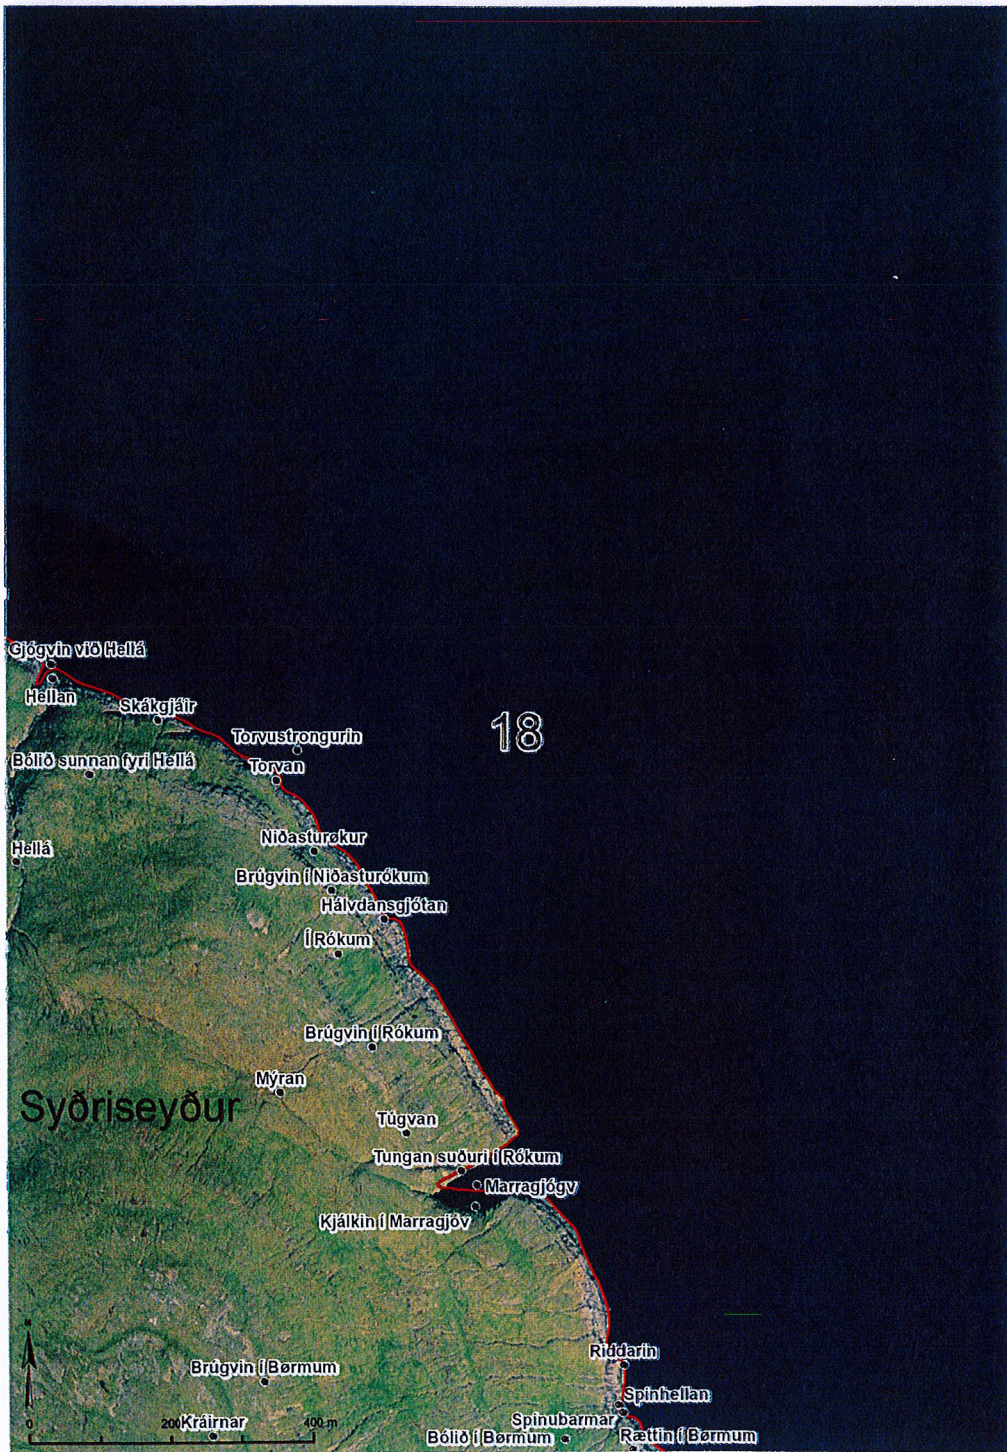 Gjógvin við Hellá
Hellan
Skákgjáir
18
Torvustrongurin
Bólið sunnan fyri Hellá
Torvan
Niðasturøkur
Hellá
Brúgvin í Niðasturókum
Hálvdansgjótan
Í Rókum
Brúgvin í Rókum
Mýran
Syðriseyður
Túgvan
Tungan suðuri í Rókum
Marragjógv
Kjálkin í Marragjóv
N
Riddarin
Brúgvin í Børmum
Spinhellan
Spinubarmar
Kráirnar
0 200 400 m
Bólið í Børmum
Rættin í Børmum